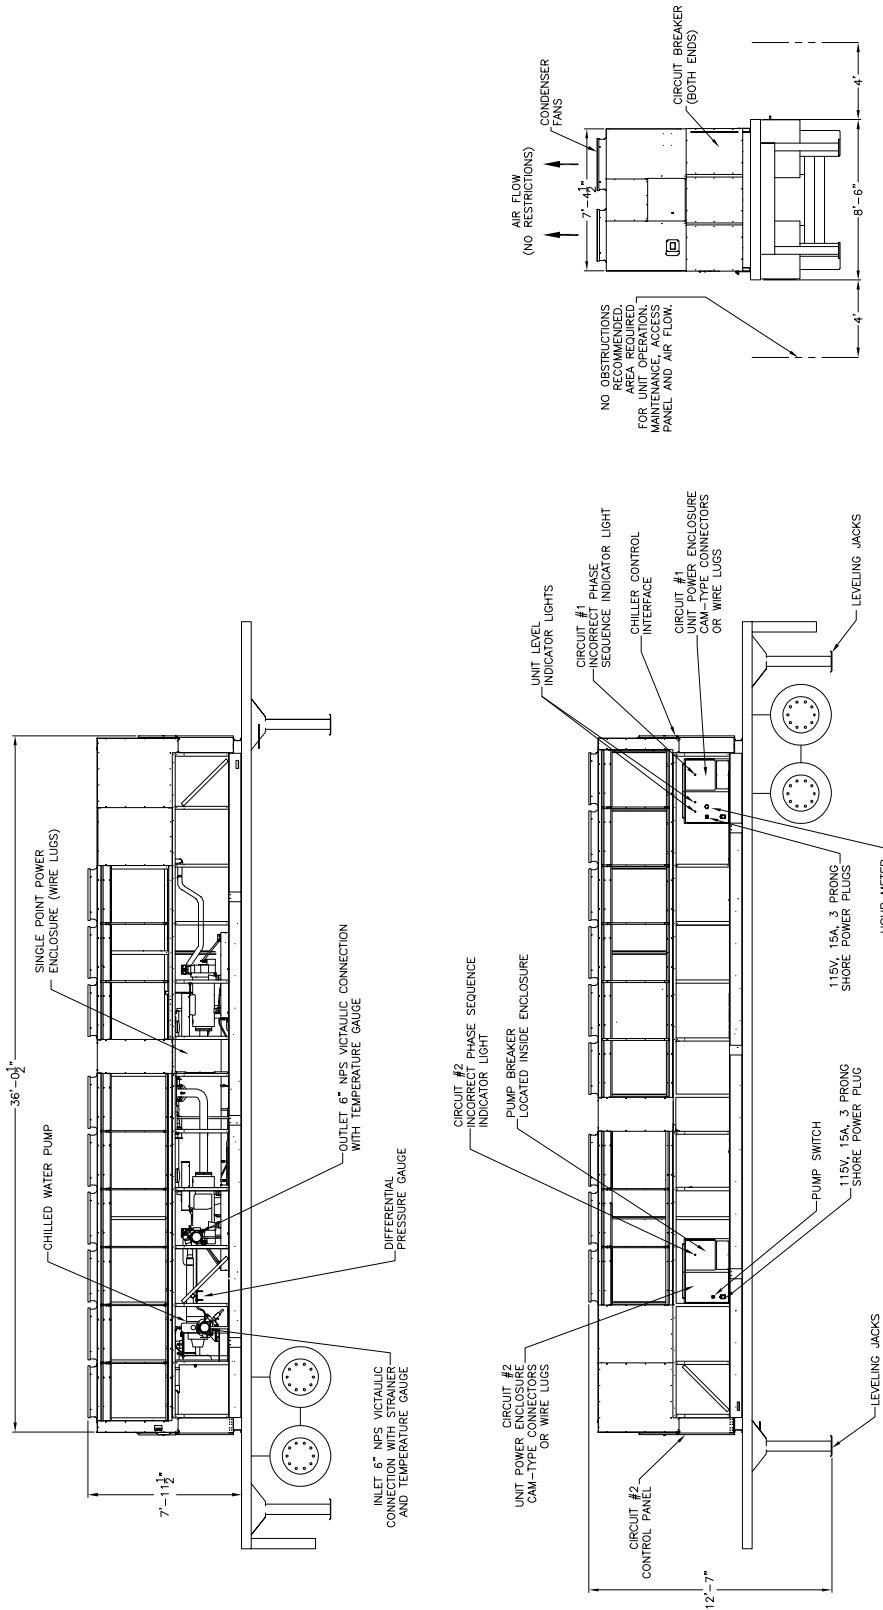 36'-0½"
SINGLE POINT POWER
ENCLOSURE (WIRE LUGS)
CHILLED WATER PUMP
7'-11½"
OUTLET 6" NPS VICTAULIC CONNECTION
WITH TEMPERATURE GAUGE
DIFFERENTIAL
PRESSURE GAUGE
INLET 6" NPS VICTAULIC
CONNECTION WITH STRAINER
AND TEMPERATURE GAUGE
AIR FLOW
(NO RESTRICTIONS)
CONDENSER
FANS
7'-4½"
CIRCUIT BREAKER
(BOTH ENDS)
NO OBSTRUCTIONS
RECOMMENDED.
AREA REQUIRED
FOR UNIT OPERATION.
MAINTENANCE, ACCESS
PANEL AND AIR FLOW.
4'
8'-6"
4'
CIRCUIT #2
INCORRECT PHASE SEQUENCE
INDICATOR LIGHT
PUMP BREAKER
LOCATED INSIDE ENCLOSURE
UNIT LEVEL
INDICATOR LIGHTS
CIRCUIT #1
INCORRECT PHASE
SEQUENCE INDICATOR LIGHT
CHILLER CONTROL
INTERFACE
CIRCUIT #1
UNIT POWER ENCLOSURE
CAM-TYPE CONNECTORS
OR WIRE LUGS
CIRCUIT #2
UNIT POWER ENCLOSURE
CAM-TYPE CONNECTORS
OR WIRE LUGS
CIRCUIT #2
CONTROL PANEL
12'-7"
LEVELING JACKS
PUMP SWITCH
115V, 15A, 3 PRONG
SHORE POWER PLUG
115V, 15A, 3 PRONG
SHORE POWER PLUGS
HOUR METER
LEVELING JACKS